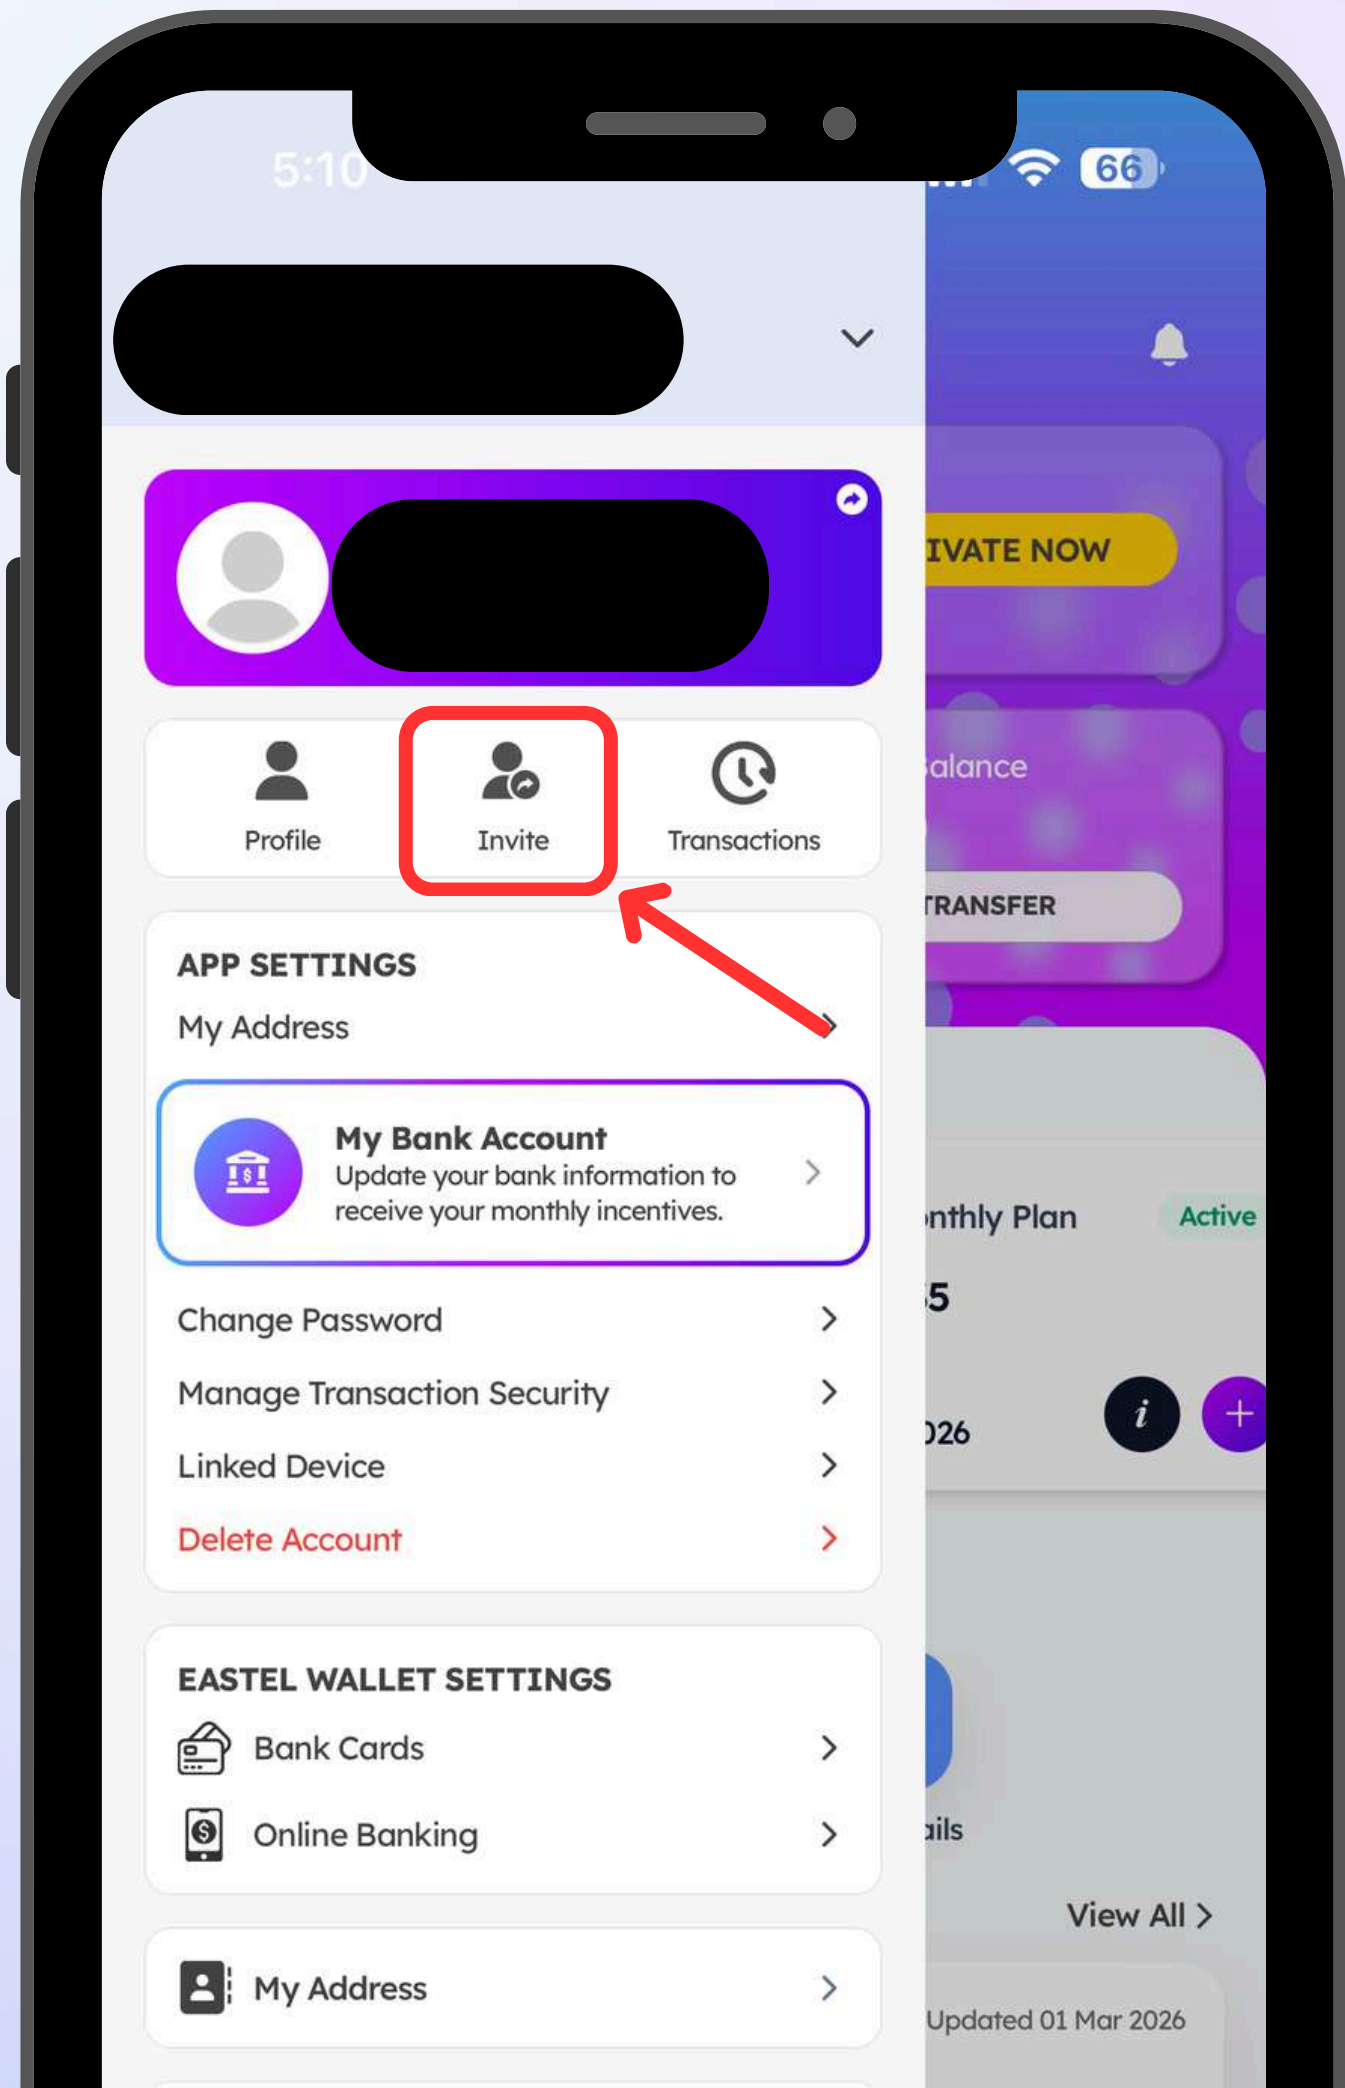 5:10
66
IVATE NOW
Profile
Invite
Transactions
alance
TRANSFER
APP SETTINGS
My Address
My Bank Account
Update your bank information to
receive your monthly incentives.
nthly Plan
Active
5
Change Password
Manage Transaction Security
026
Linked Device
Delete Account
EASTEL WALLET SETTINGS
Bank Cards
Online Banking
ails
View All
My Address
Updated 01 Mar 2026